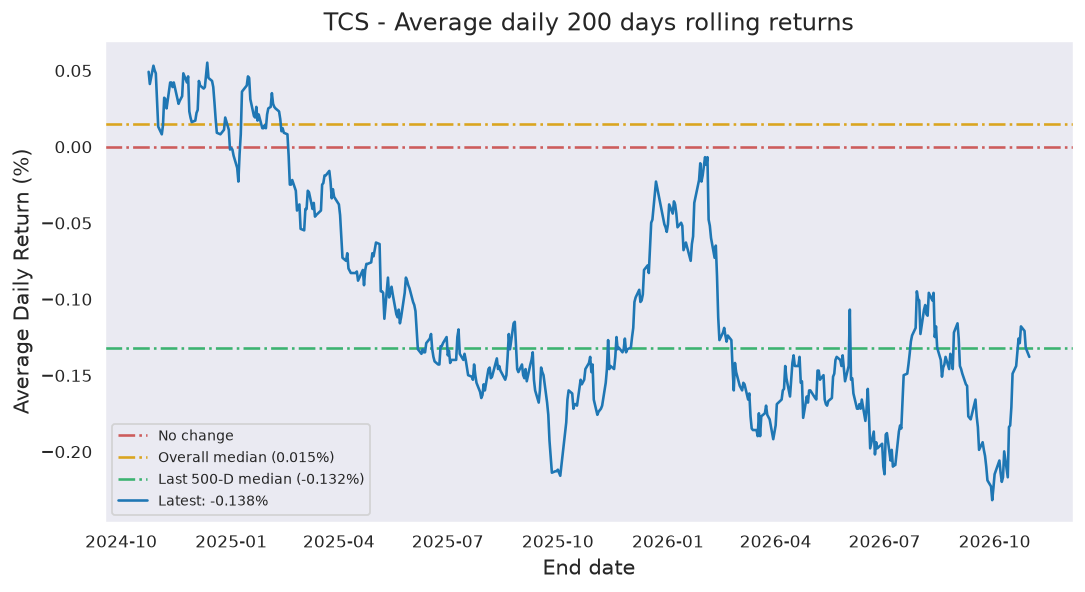 TCS - Average daily 200 days rolling returns
Average Daily Return (%)
0.05
0.00
−0.05
−0.10
−0.15
−0.20
No change
Overall median (0.015%)
Last 500-D median (-0.132%)
Latest: -0.138%
2024-10 2025-01 2025-04 2025-07 2025-10 2026-01 2026-04 2026-07 2026-10
End date